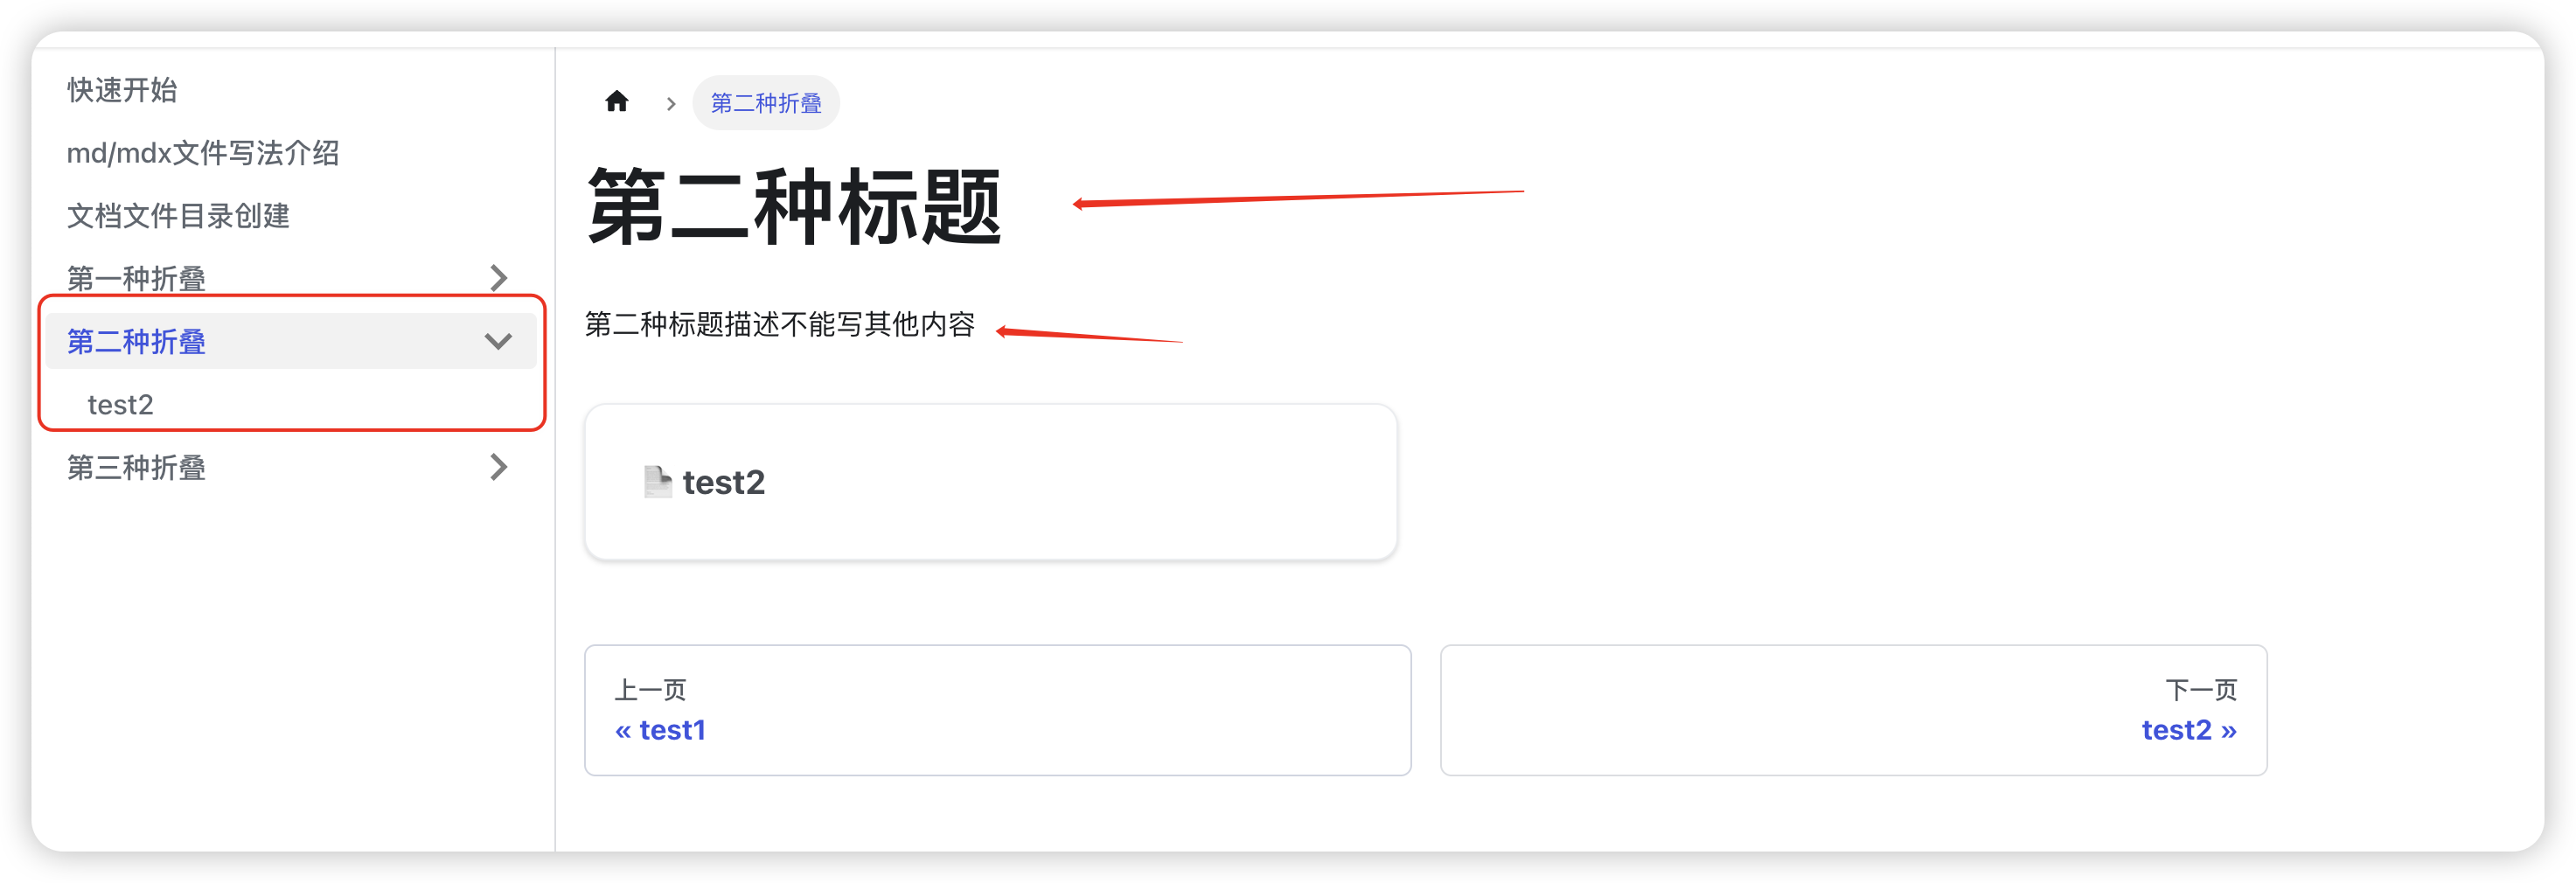 快速开始
md/mdx文件写法介绍
文档文件目录创建
第一种折叠
第二种折叠
test2
第三种折叠
第二种折叠
第二种标题
第二种标题描述不能写其他内容
test2
上一页
« test1
下一页
test2 »